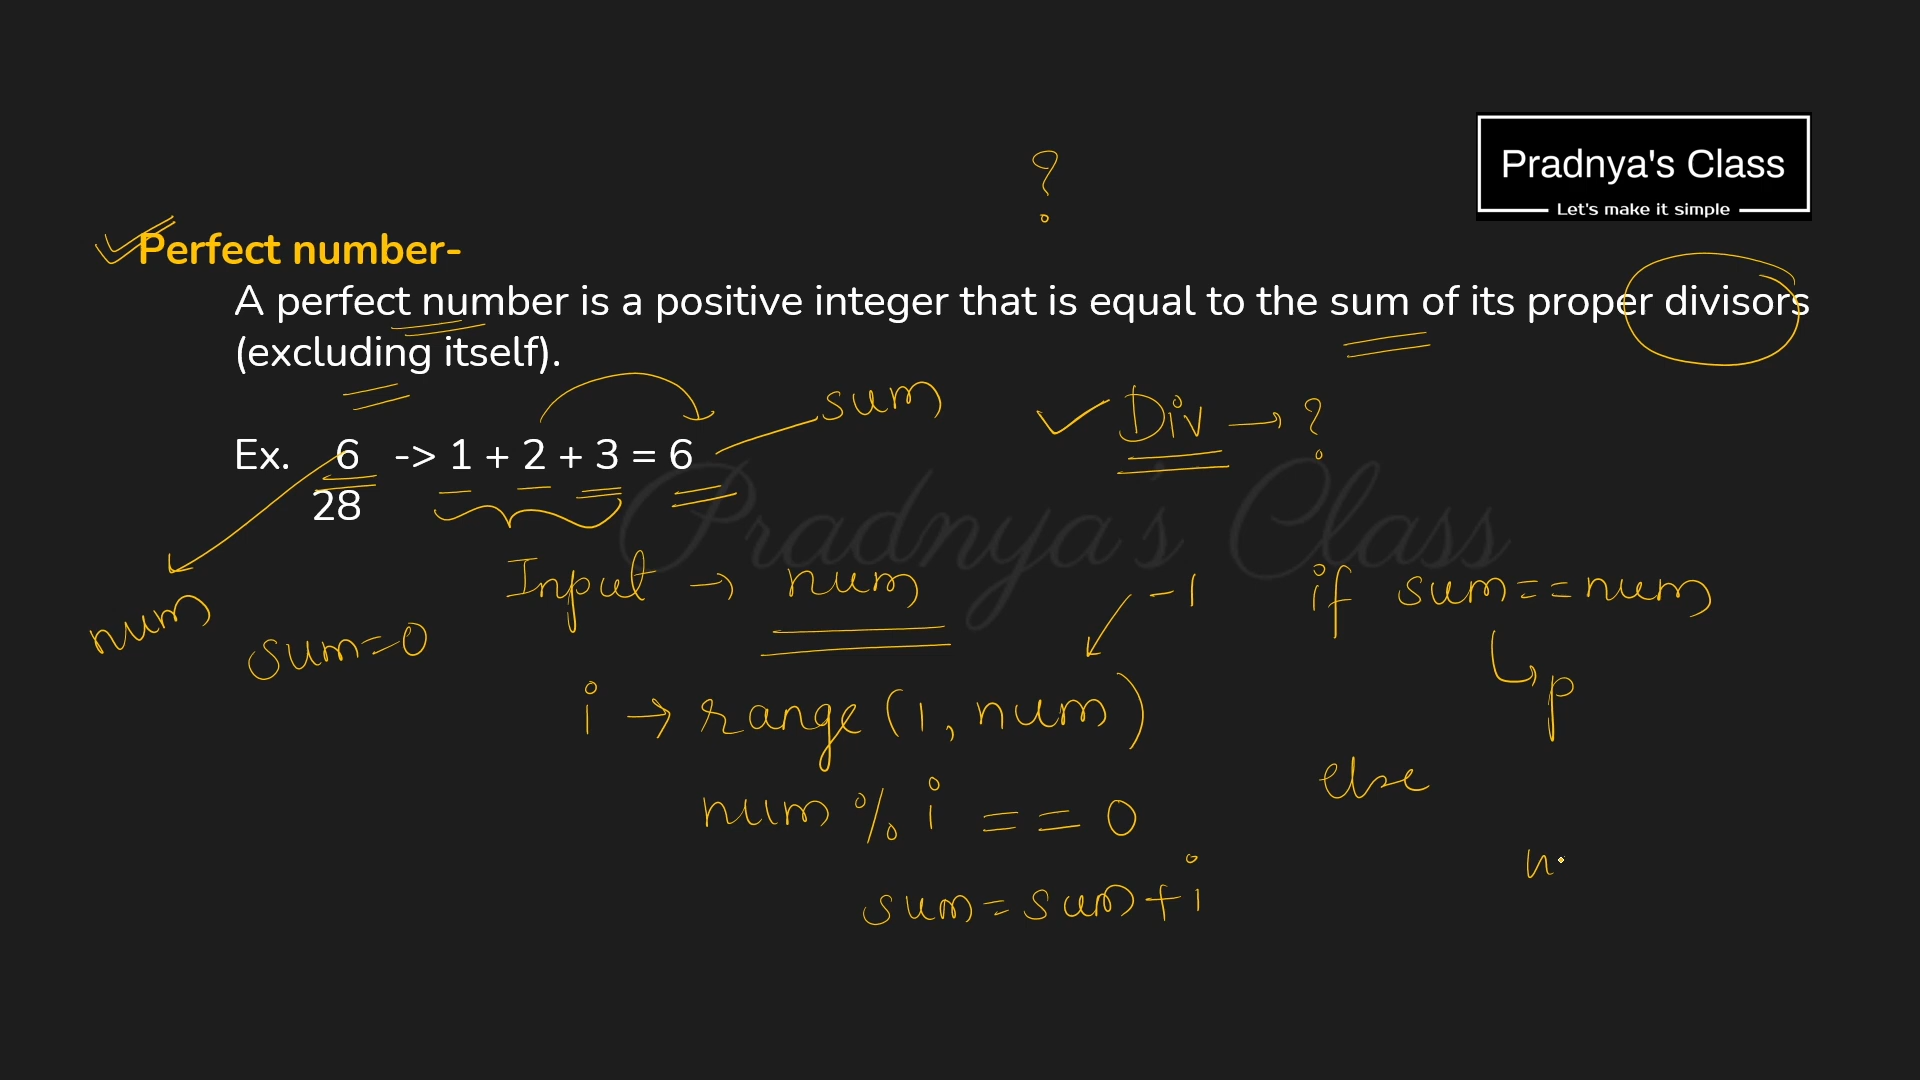 ?
Pradnya's Class
Let's make it simple
Perfect number-
A perfect number is a positive integer that is equal to the sum of its proper divisors
(excluding itself).
sum
Div → ?
Ex. 6 -> 1 + 2 + 3 = 6
28
Pradnya's Class
Input → num
-1
if sum==num
num
sum=0
p
i → range(1, num)
else
num % i == 0
n
sum=sum+i